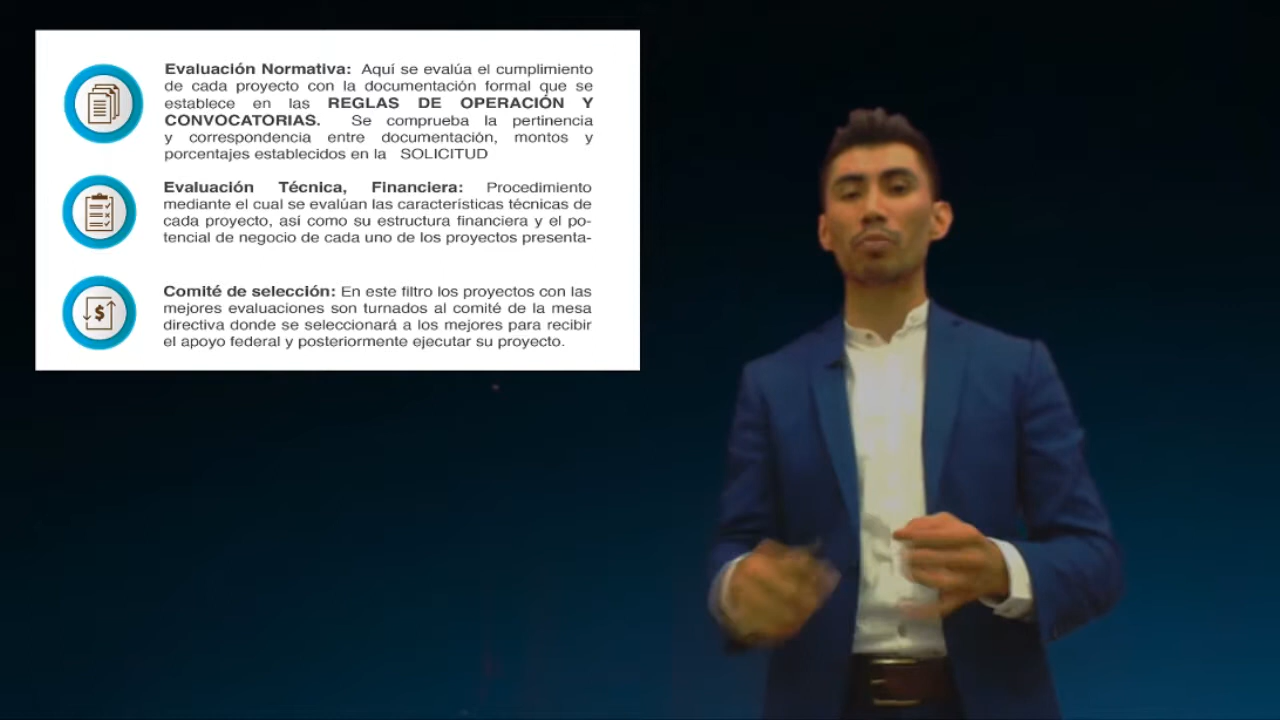 Evaluación Normativa: Aquí se evalúa el cumplimiento
de cada proyecto con la documentación formal que se
establece en las REGLAS DE OPERACIÓN Y
CONVOCATORIAS. Se comprueba la pertinencia
y correspondencia entre documentación, montos y
porcentajes establecidos en la SOLICITUD
Evaluación Técnica, Financiera: Procedimiento
mediante el cual se evalúan las características técnicas de
cada proyecto, así como su estructura financiera y el po-
tencial de negocio de cada uno de los proyectos presenta-
Comité de selección: En este filtro los proyectos con las
mejores evaluaciones son turnados al comité de la mesa
directiva donde se seleccionará a los mejores para recibir
el apoyo federal y posteriormente ejecutar su proyecto.